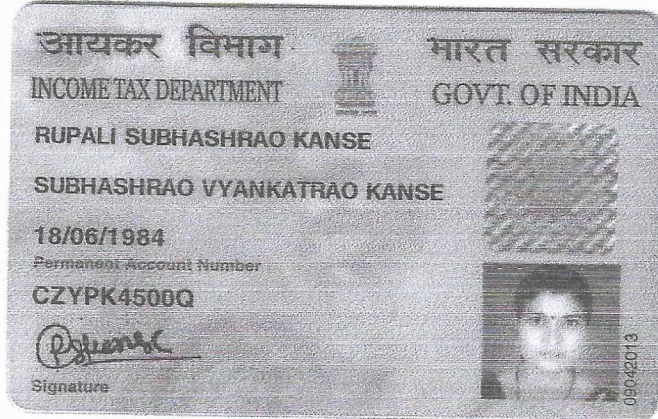 आयकर विभाग
INCOME TAX DEPARTMENT
भारत सरकार
GOVT. OF INDIA
RUPALI SUBHASHRAO KANSE
SUBHASHRAO VYANKATRAO KANSE
18/06/1984
Permanent Account Number
CZYPK4500Q
Signature
09042013